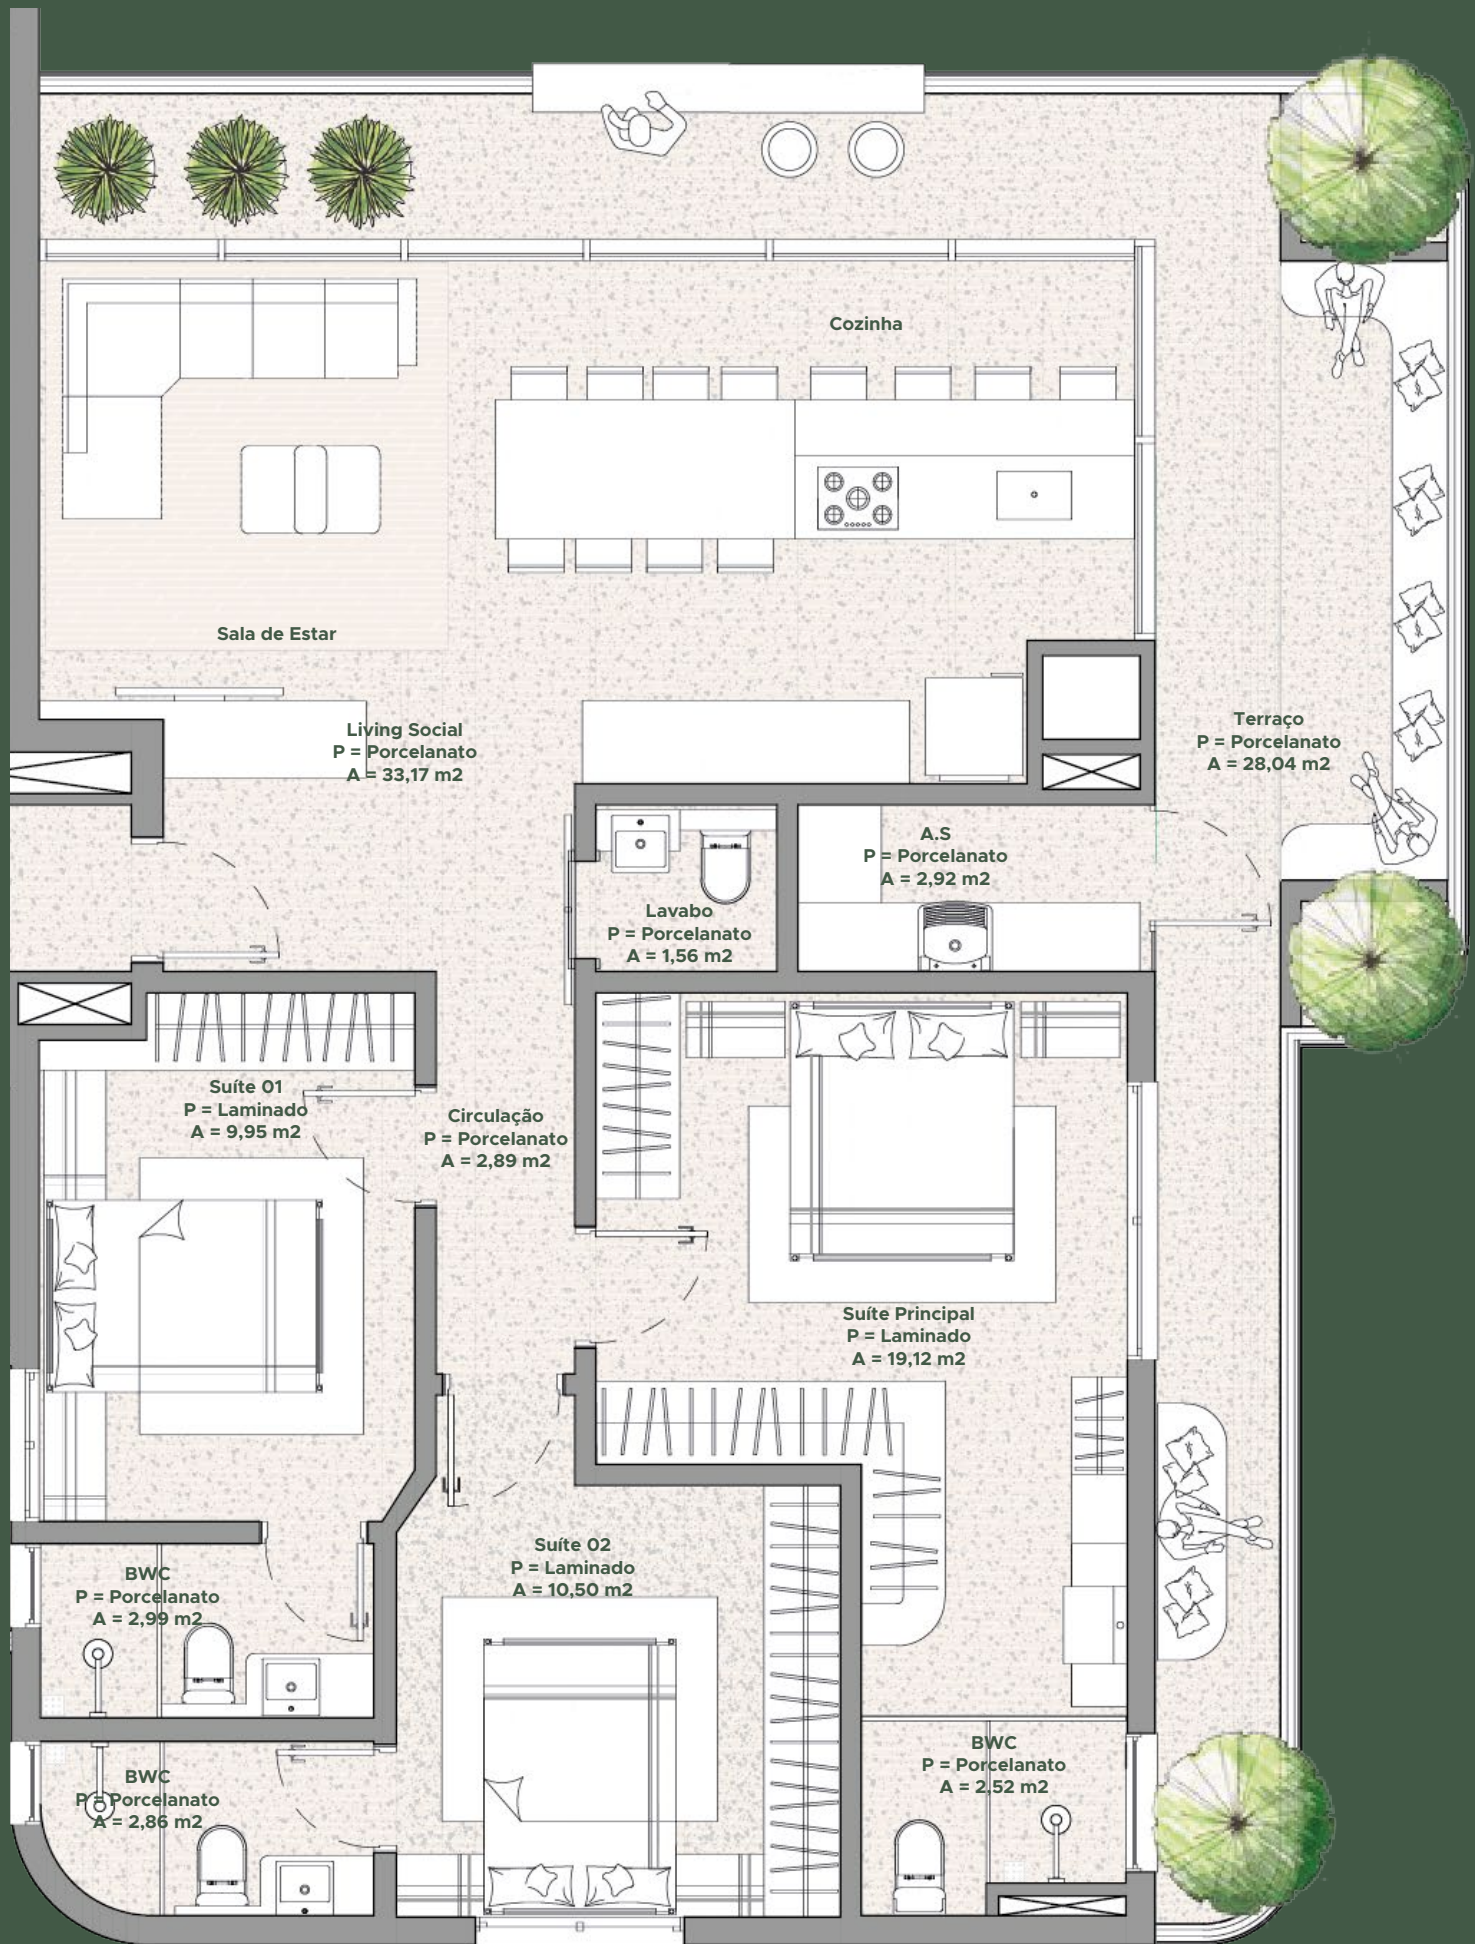 Cozinha
Sala de Estar
Living Social
P = Porcelanato
A = 33,17 m2
Terraço
P = Porcelanato
A = 28,04 m2
A.S
P = Porcelanato
A = 2,92 m2
Lavabo
P = Porcelanato
A = 1,56 m2
Suíte 01
P = Laminado
A = 9,95 m2
Circulação
P = Porcelanato
A = 2,89 m2
Suíte Principal
P = Laminado
A = 19,12 m2
Suíte 02
P = Laminado
A = 10,50 m2
BWC
P = Porcelanato
A = 2,99 m2
BWC
P = Porcelanato
A = 2,86 m2
BWC
P = Porcelanato
A = 2,52 m2